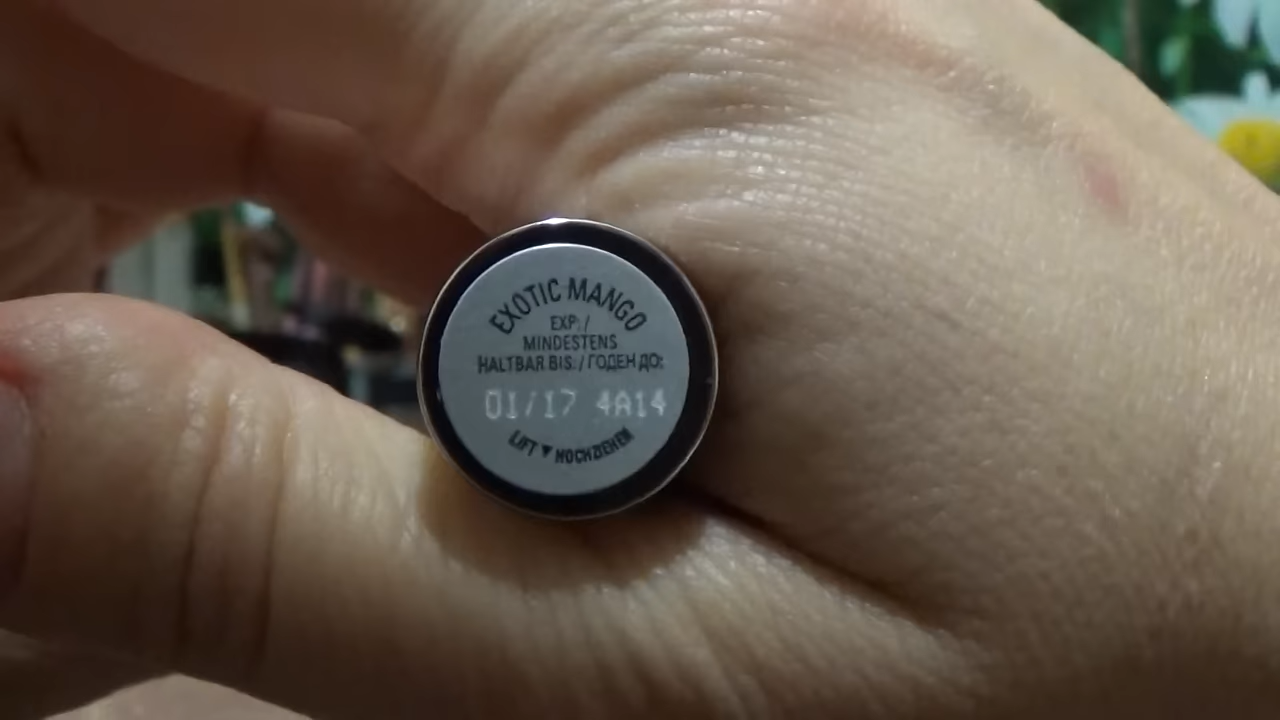 EXOTIC MANGO
EXP. /
MINDESTENS
HALTBAR BIS: / ГОДЕН ДО:
01/17 4A14
LIFT ▼ HOCHZIEHEN